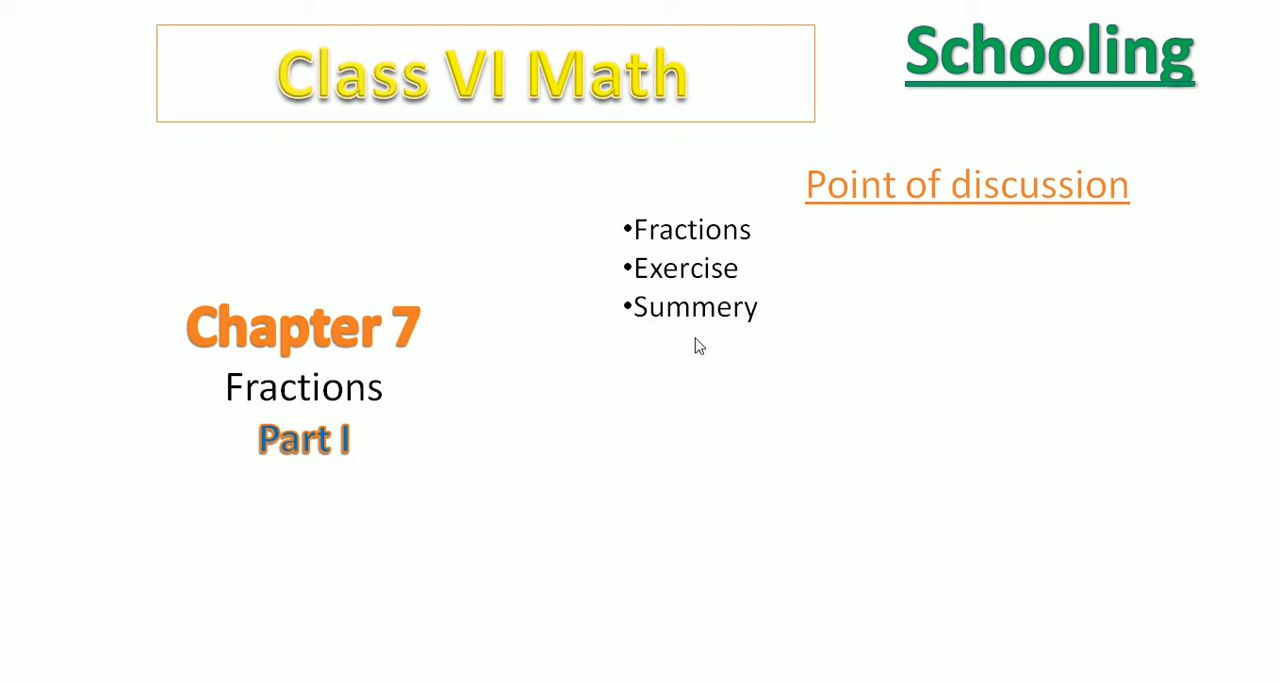 Class VI Math
Schooling
Point of discussion
•Fractions
•Exercise
•Summery
Chapter 7
Fractions
Part I